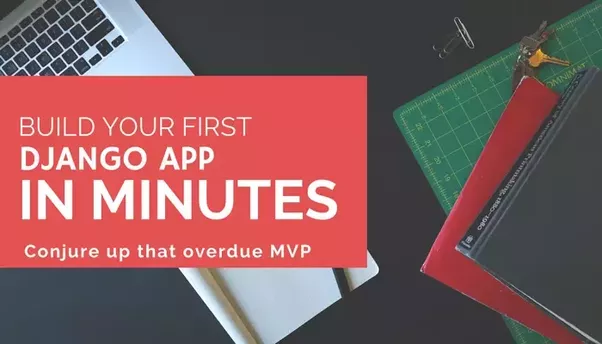 BUILD YOUR FIRST
DJANGO APP
IN MINUTES
Conjure up that overdue MVP